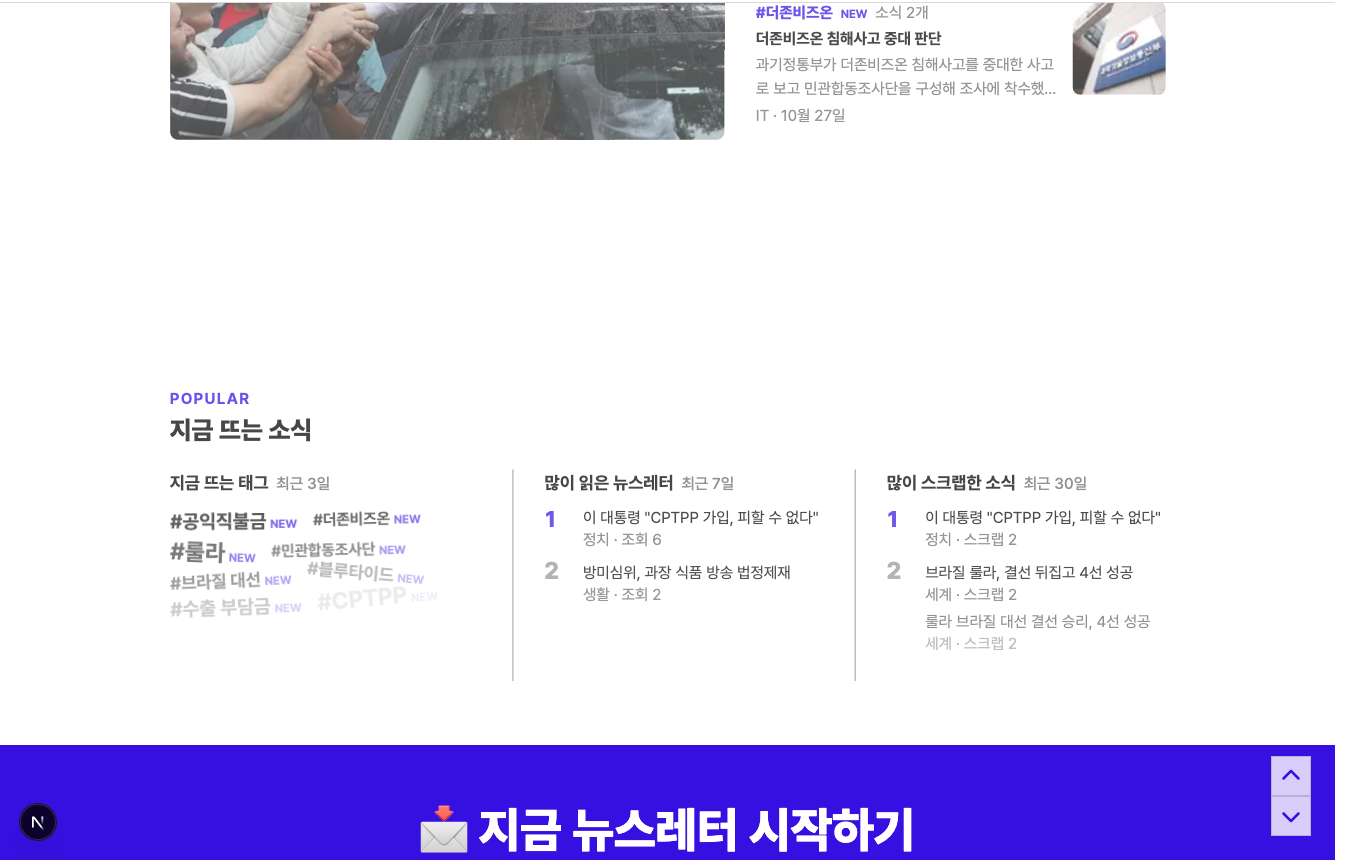 #더존비즈온 NEW 소식 2개
더존비즈온 침해사고 중대 판단
과기정통부가 더존비즈온 침해사고를 중대한 사고
로 보고 민관합동조사단을 구성해 조사에 착수했...
IT · 10월 27일
POPULAR
지금 뜨는 소식
지금 뜨는 태그 최근 3일
#공익직불금 NEW #더존비즈온 NEW
#룰라 NEW #민관합동조사단 NEW
#브라질 대선 NEW #블루타이드 NEW
#수출 부담금 NEW #CPTPP NEW
많이 읽은 뉴스레터 최근 7일
1 이 대통령 "CPTPP 가입, 피할 수 없다"
정치 · 조회 6
2 방미심위, 과장 식품 방송 법정제재
생활 · 조회 2
많이 스크랩한 소식 최근 30일
1 이 대통령 "CPTPP 가입, 피할 수 없다"
정치 · 스크랩 2
2 브라질 룰라, 결선 뒤집고 4선 성공
세계 · 스크랩 2
룰라 브라질 대선 결선 승리, 4선 성공
세계 · 스크랩 2
지금 뉴스레터 시작하기
N